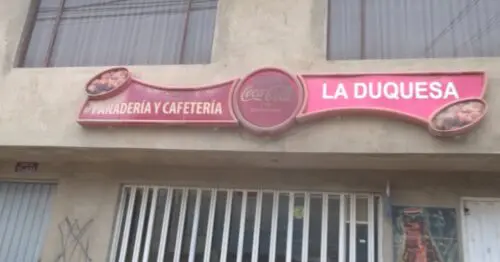 PANADERÍA Y CAFETERÍA
Coca-Cola
LA DUQUESA